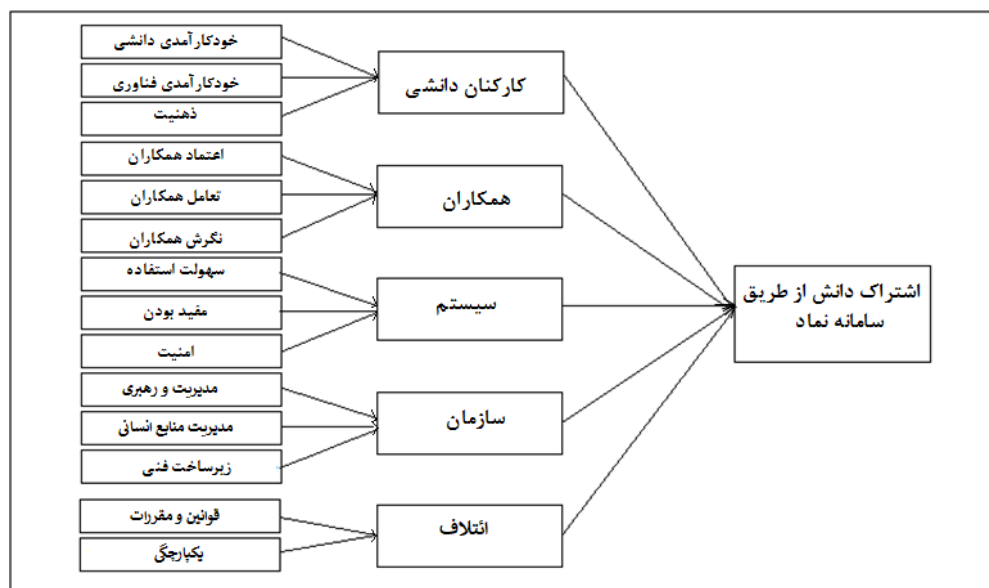 خودکارآمدی دانشی
خودکارآمدی فناوری
ذهنیت
کارکنان دانشی
اعتماد همکاران
تعامل همکاران
نگرش همکاران
همکاران
سهولت استفاده
مفید بودن
امنیت
سیستم
مدیریت و رهبری
مدیریت منابع انسانی
زیرساخت فنی
سازمان
قوانین و مقررات
یکپارچگی
ائتلاف
اشتراک دانش از طریق
سامانه نماد